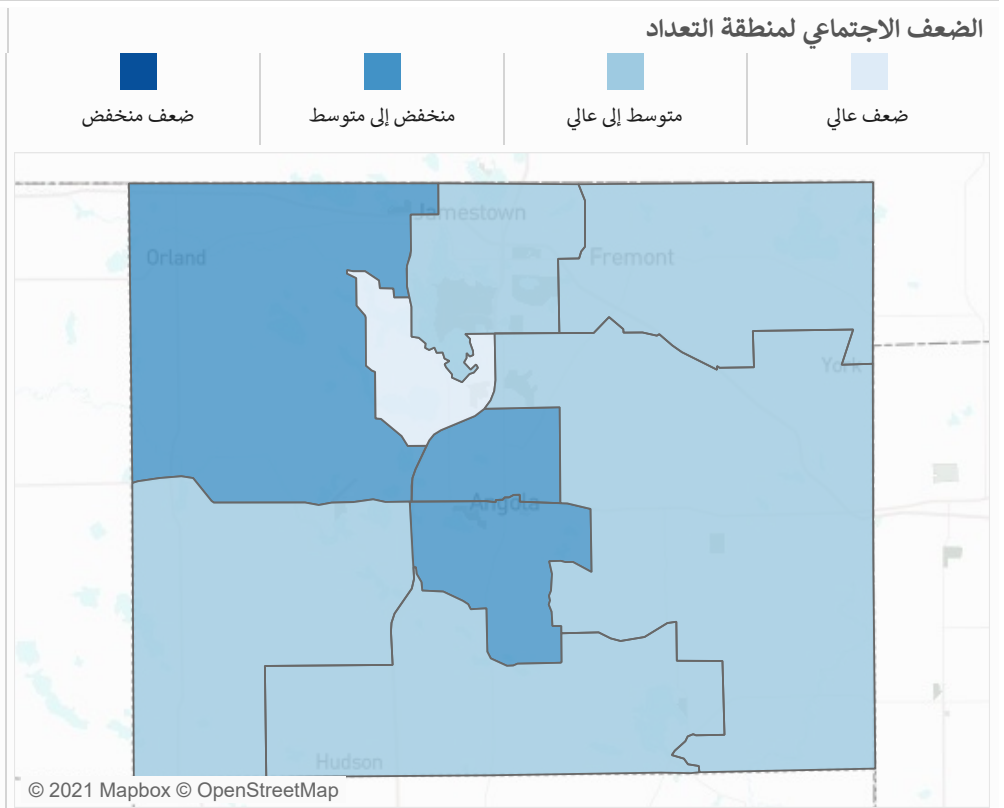 الضعف الاجتماعي لمنطقة التعداد
ضعف عالي
متوسط إلى عالي
منخفض إلى متوسط
ضعف منخفض
Jamestown
Orland
Fremont
York
Angola
Hudson
© 2021 Mapbox © OpenStreetMap